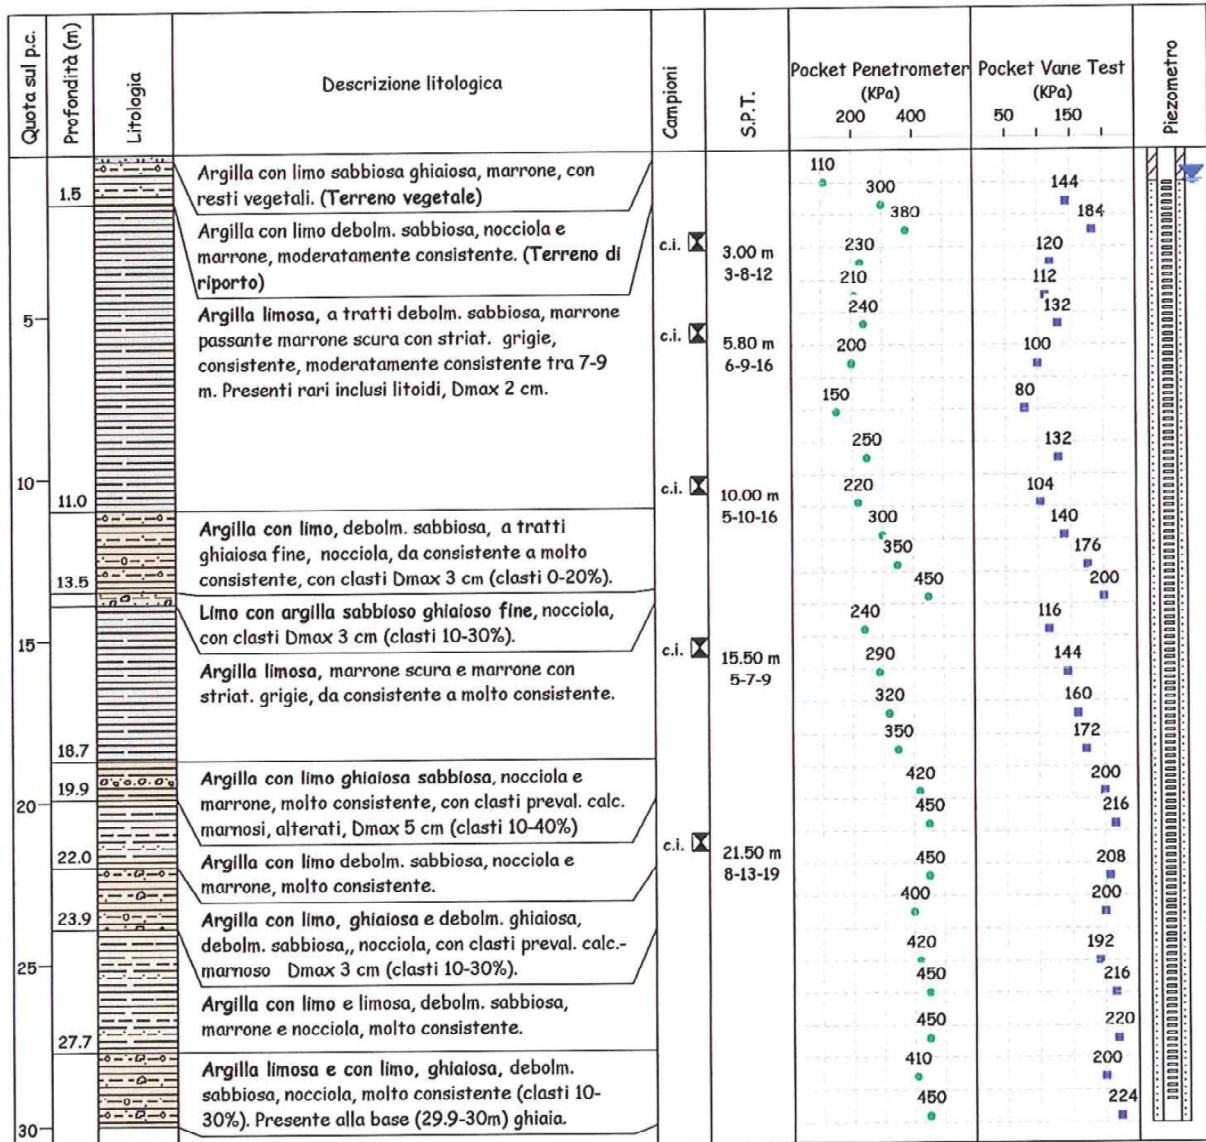 Quota sul p.c.
Profondità (m)
Litologia
Descrizione litologica
Campioni
S.P.T.
Pocket Penetrometer
(KPa)
200 400
Pocket Vane Test
(KPa)
50 150
Piezometro
Argilla con limo sabbiosa ghiaiosa, marrone, con
resti vegetali. (Terreno vegetale)
1.5
Argilla con limo debolm. sabbiosa, nocciola e
marrone, moderatamente consistente. (Terreno di
riporto)
Argilla limosa, a tratti debolm. sabbiosa, marrone
passante marrone scura con striat. grigie,
consistente, moderatamente consistente tra 7-9
m. Presenti rari inclusi litoidi, Dmax 2 cm.
5
10
11.0
Argilla con limo, debolm. sabbiosa, a tratti
ghiaiosa fine, nocciola, da consistente a molto
consistente, con clasti Dmax 3 cm (clasti 0-20%).
13.5
Limo con argilla sabbioso ghiaioso fine, nocciola,
con clasti Dmax 3 cm (clasti 10-30%).
15
Argilla limosa, marrone scura e marrone con
striat. grigie, da consistente a molto consistente.
18.7
Argilla con limo ghiaiosa sabbiosa, nocciola e
marrone, molto consistente, con clasti preval. calc.
marnosi, alterati, Dmax 5 cm (clasti 10-40%)
19.9
20
Argilla con limo debolm. sabbiosa, nocciola e
marrone, molto consistente.
22.0
Argilla con limo, ghiaiosa e debolm. ghiaiosa,
debolm. sabbiosa,, nocciola, con clasti preval. calc.-
marnoso Dmax 3 cm (clasti 10-30%).
23.9
25
Argilla con limo e limosa, debolm. sabbiosa,
marrone e nocciola, molto consistente.
27.7
Argilla limosa e con limo, ghiaiosa, debolm.
sabbiosa, nocciola, molto consistente (clasti 10-
30%). Presente alla base (29.9-30m) ghiaia.
30
c.i.
3.00 m
3-8-12
c.i.
5.80 m
6-9-16
c.i.
10.00 m
5-10-16
c.i.
15.50 m
5-7-9
c.i.
21.50 m
8-13-19
110
300
380
230
210
240
200
150
250
220
300
350
450
240
290
320
350
420
450
450
400
420
450
450
410
450
144
184
120
112
132
100
80
132
104
140
176
200
116
144
160
172
200
216
208
200
192
216
220
200
224